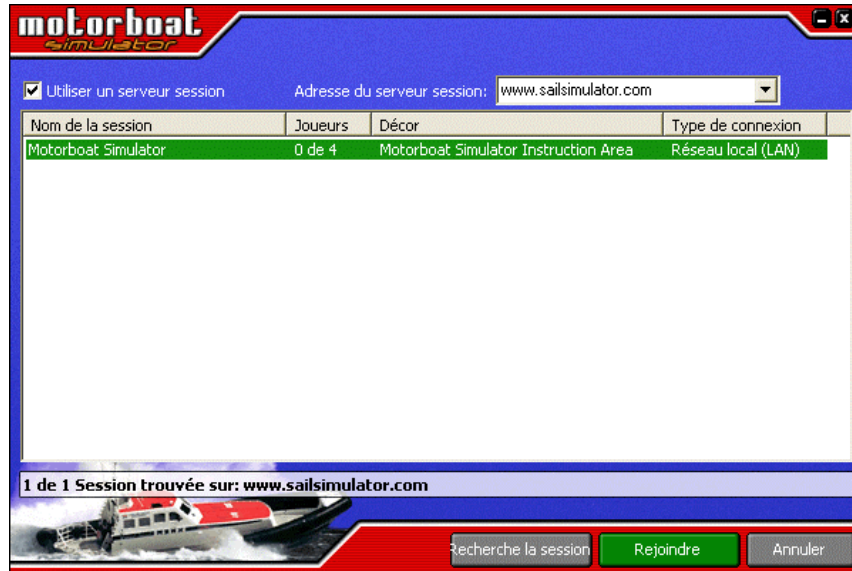 motorboat
simulator
Utiliser un serveur session Adresse du serveur session: www.sailsimulator.com
Nom de la session Joueurs Décor Type de connexion
Motorboat Simulator 0 de 4 Motorboat Simulator Instruction Area Réseau local (LAN)
1 de 1 Session trouvée sur: www.sailsimulator.com
Recherche la session Rejoindre Annuler